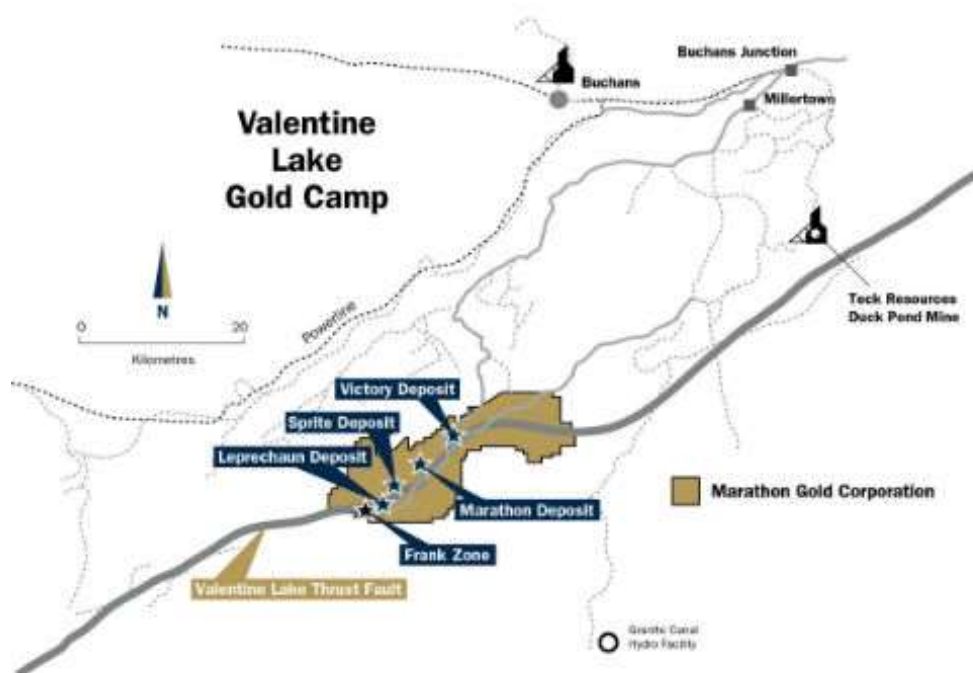 Buchans Junction
Buchans
Millertown
Valentine
Lake
Gold Camp
N
0
20
Kilometres
Powerline
Teck Resources
Duck Pond Mine
Victory Deposit
Sprite Deposit
Leprechaun Deposit
Marathon Deposit
Marathon Gold Corporation
Frank Zone
Valentine Lake Thrust Fault
Granite Canal
Hydro Facility